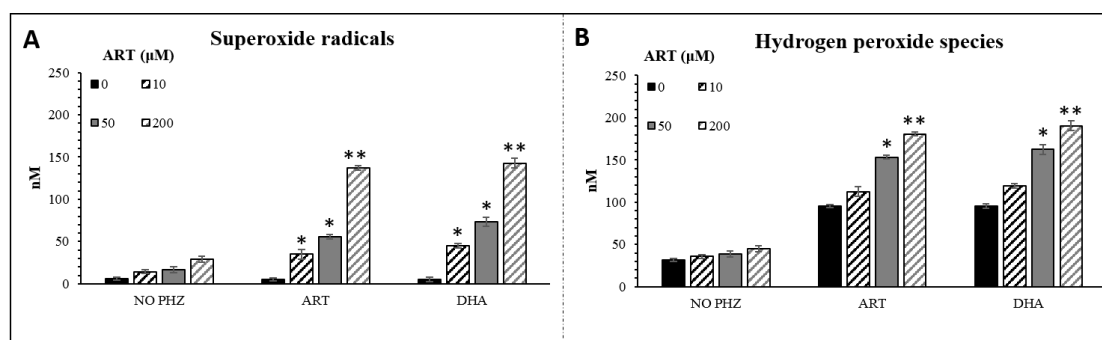 A
Superoxide radicals
ART (μM)
250
200
150
100
50
0
nM
0
10
50
200
* * ** * * **
NO PHZ
ART
DHA
B
Hydrogen peroxide species
ART (μM)
250
200
150
100
50
0
nM
0
10
50
200
* ** * **
NO PHZ
ART
DHA